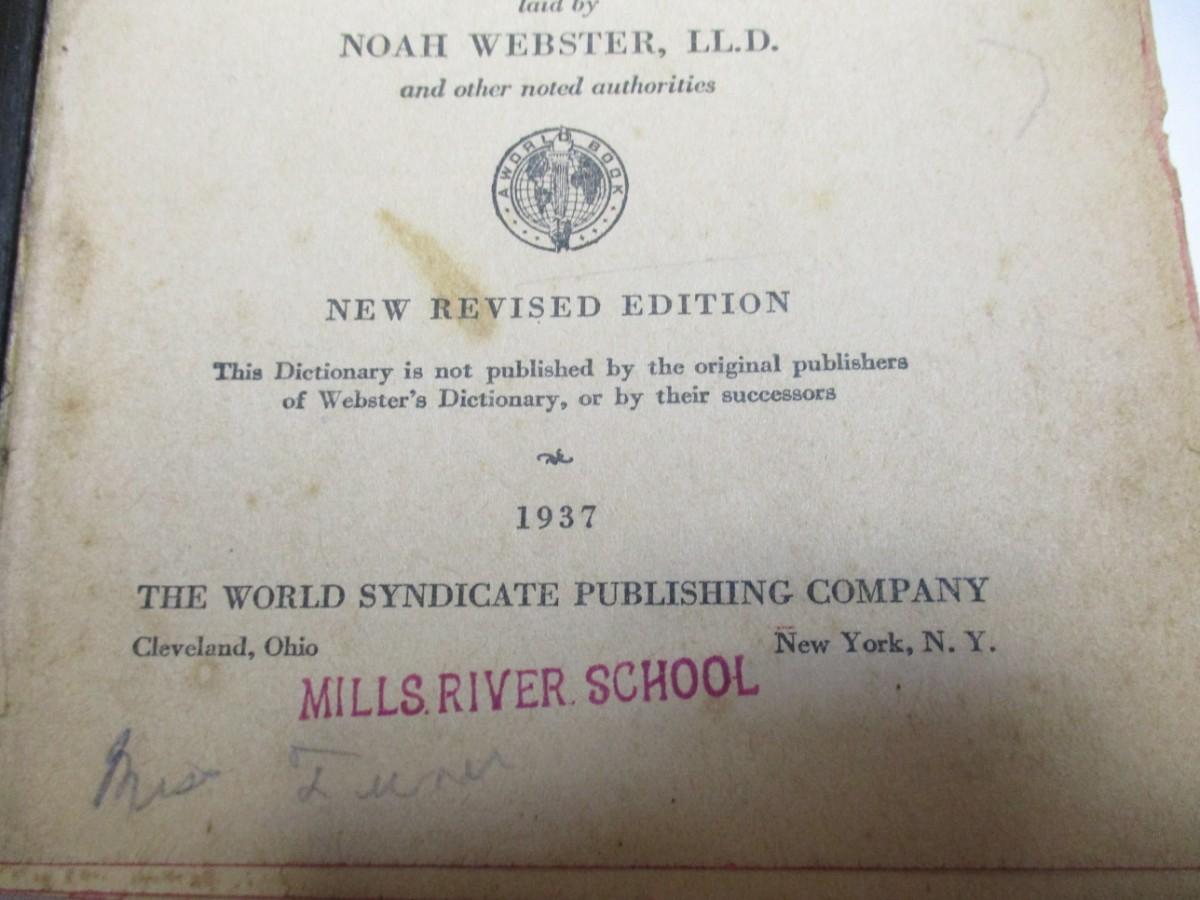 laid by
NOAH WEBSTER, LL.D.
and other noted authorities
A WORLD BOOK
NEW REVISED EDITION
This Dictionary is not published by the original publishers
of Webster's Dictionary, or by their successors
1937
THE WORLD SYNDICATE PUBLISHING COMPANY
Cleveland, Ohio New York, N. Y.
MILLS. RIVER. SCHOOL
Miss Turner